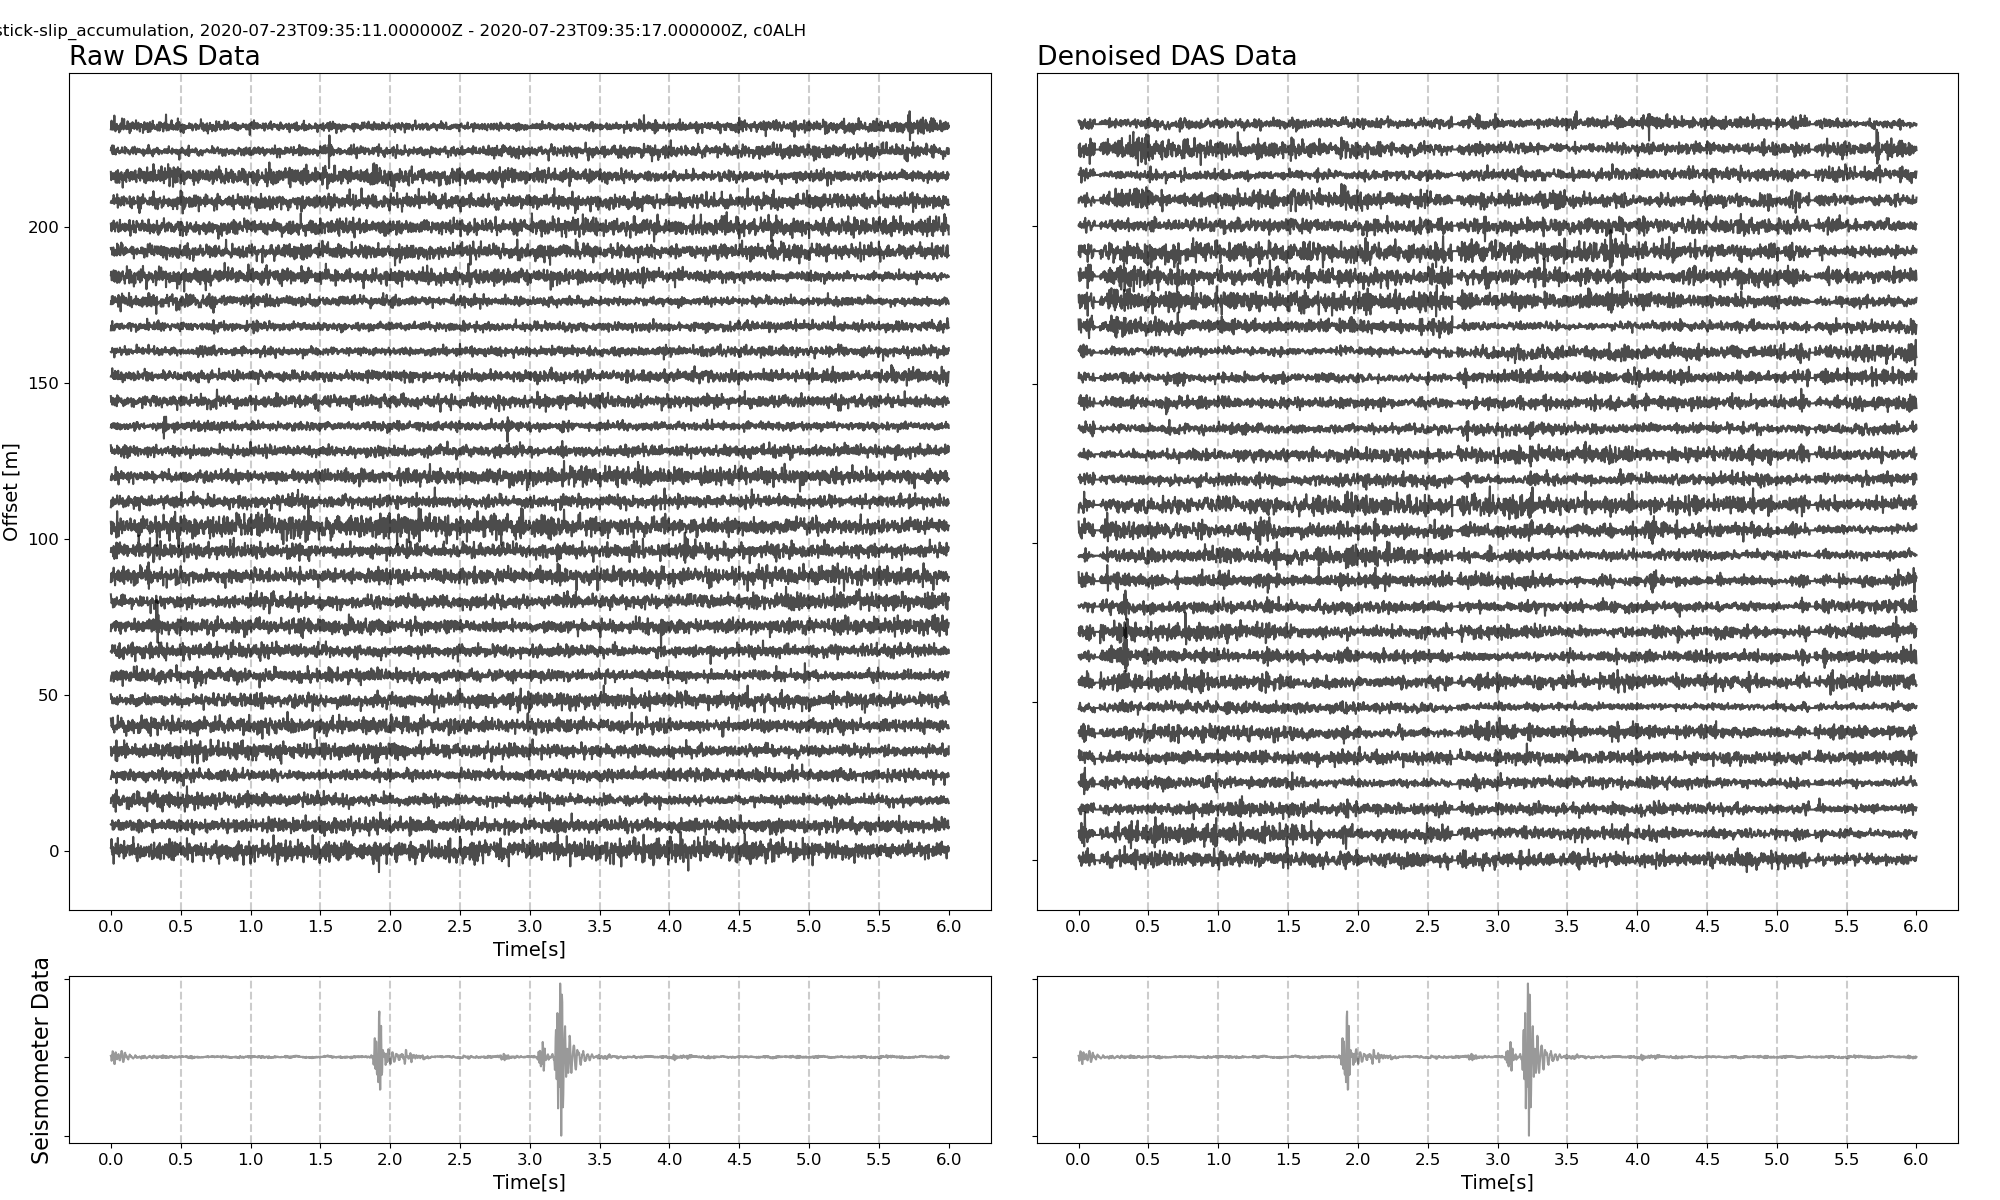 stick-slip_accumulation, 2020-07-23T09:35:11.000000Z - 2020-07-23T09:35:17.000000Z, c0ALH
Raw DAS Data
Denoised DAS Data
Offset [m]
200
150
100
50
0
0.0 0.5 1.0 1.5 2.0 2.5 3.0 3.5 4.0 4.5 5.0 5.5 6.0
Time[s]
0.0 0.5 1.0 1.5 2.0 2.5 3.0 3.5 4.0 4.5 5.0 5.5 6.0
Seismometer Data
0.0 0.5 1.0 1.5 2.0 2.5 3.0 3.5 4.0 4.5 5.0 5.5 6.0
Time[s]
0.0 0.5 1.0 1.5 2.0 2.5 3.0 3.5 4.0 4.5 5.0 5.5 6.0
Time[s]